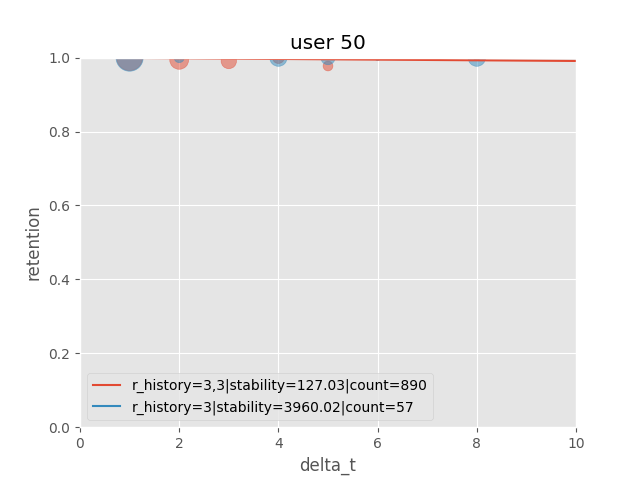 user 50
1.0
0.8
0.6
0.4
0.2
0.0
retention
r_history=3,3|stability=127.03|count=890
r_history=3|stability=3960.02|count=57
0 2 4 6 8 10
delta_t